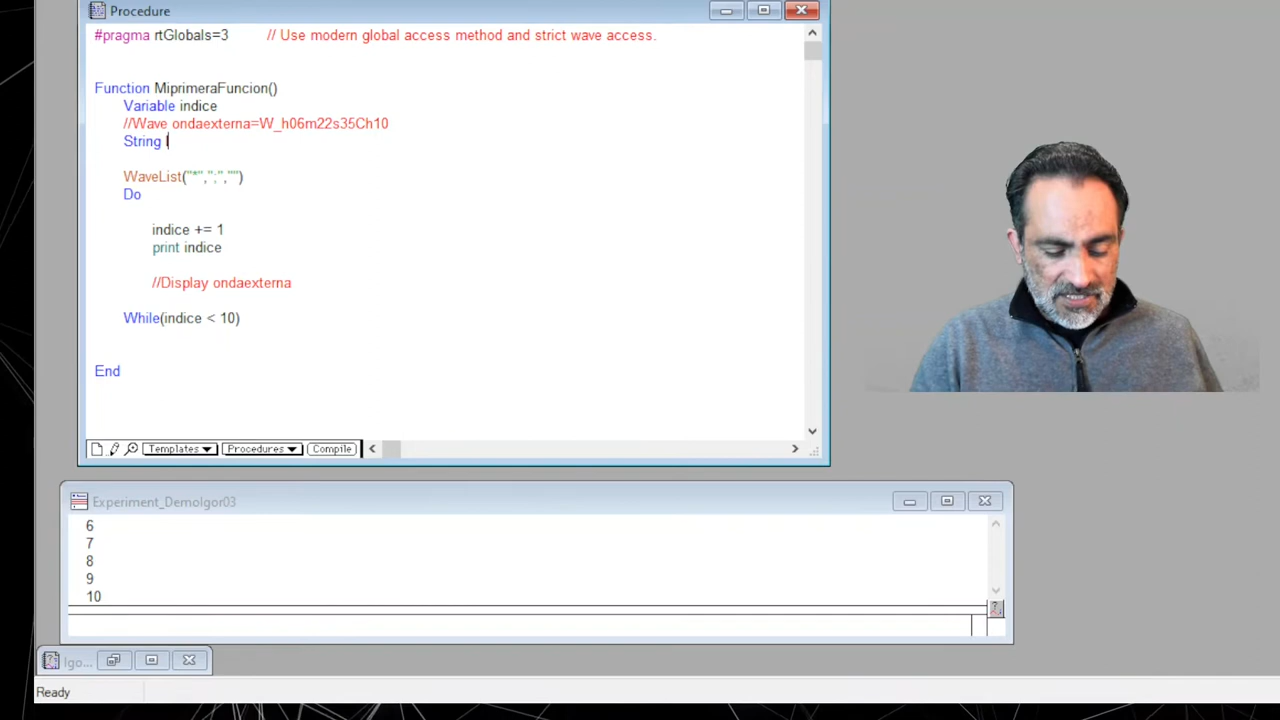 Procedure
#pragma rtGlobals=3 // Use modern global access method and strict wave access.
Function MiprimeraFuncion()
Variable indice
//Wave ondaexterna=W_h06m22s35Ch10
String l
WaveList("*",";","")
Do
indice += 1
print indice
//Display ondaexterna
While(indice < 10)
End
Templates Procedures Compile
Experiment_DemoIgor03
6
7
8
9
10
Igo...
Ready